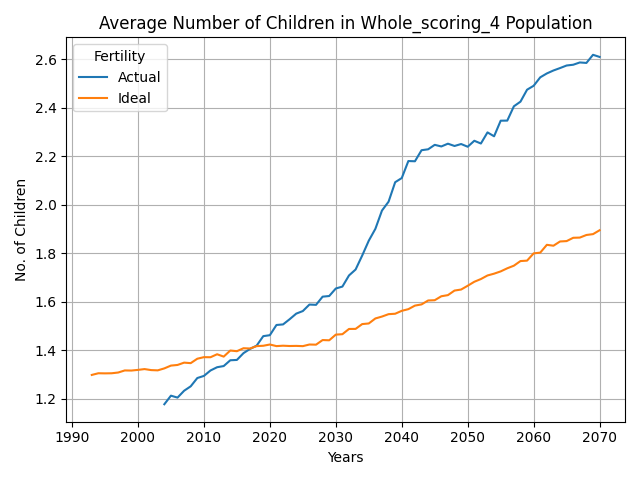 Average Number of Children in Whole_scoring_4 Population
Fertility
Actual
Ideal
No. of Children
2.6
2.4
2.2
2.0
1.8
1.6
1.4
1.2
1990 2000 2010 2020 2030 2040 2050 2060 2070
Years